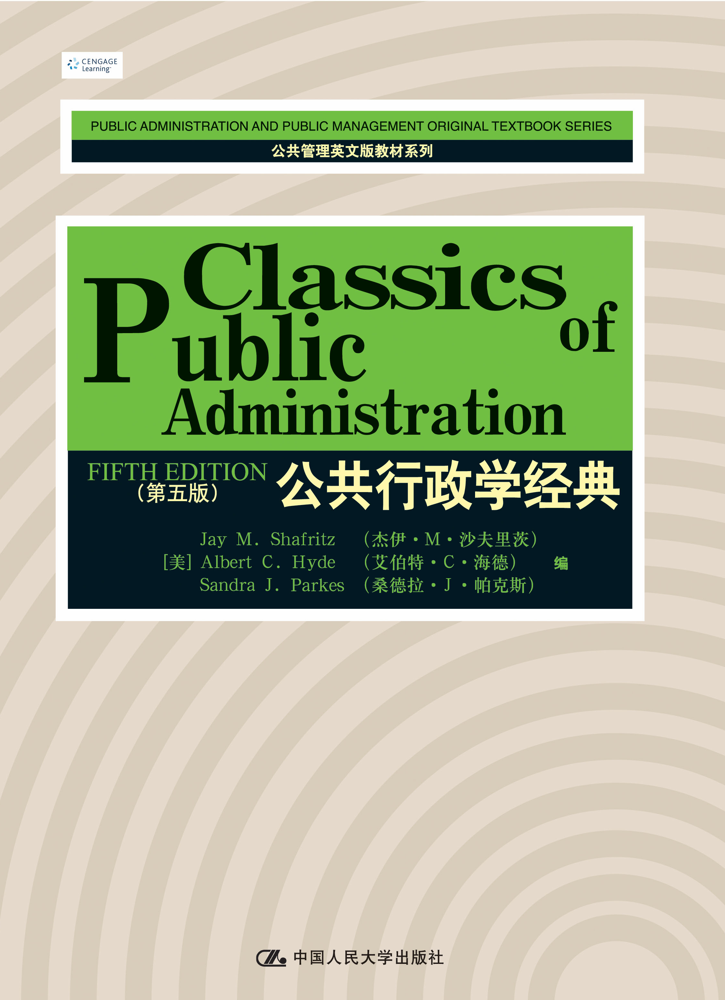 CENGAGE
Learning™
PUBLIC ADMINISTRATION AND PUBLIC MANAGEMENT ORIGINAL TEXTBOOK SERIES
公共管理英文版教材系列
Classics
of
Public
Administration
FIFTH EDITION
（第五版）
公共行政学经典
Jay M. Shafritz （杰伊·M·沙夫里茨）
[美] Albert C. Hyde （艾伯特·C·海德） 编
Sandra J. Parkes （桑德拉·J·帕克斯）
中国人民大学出版社